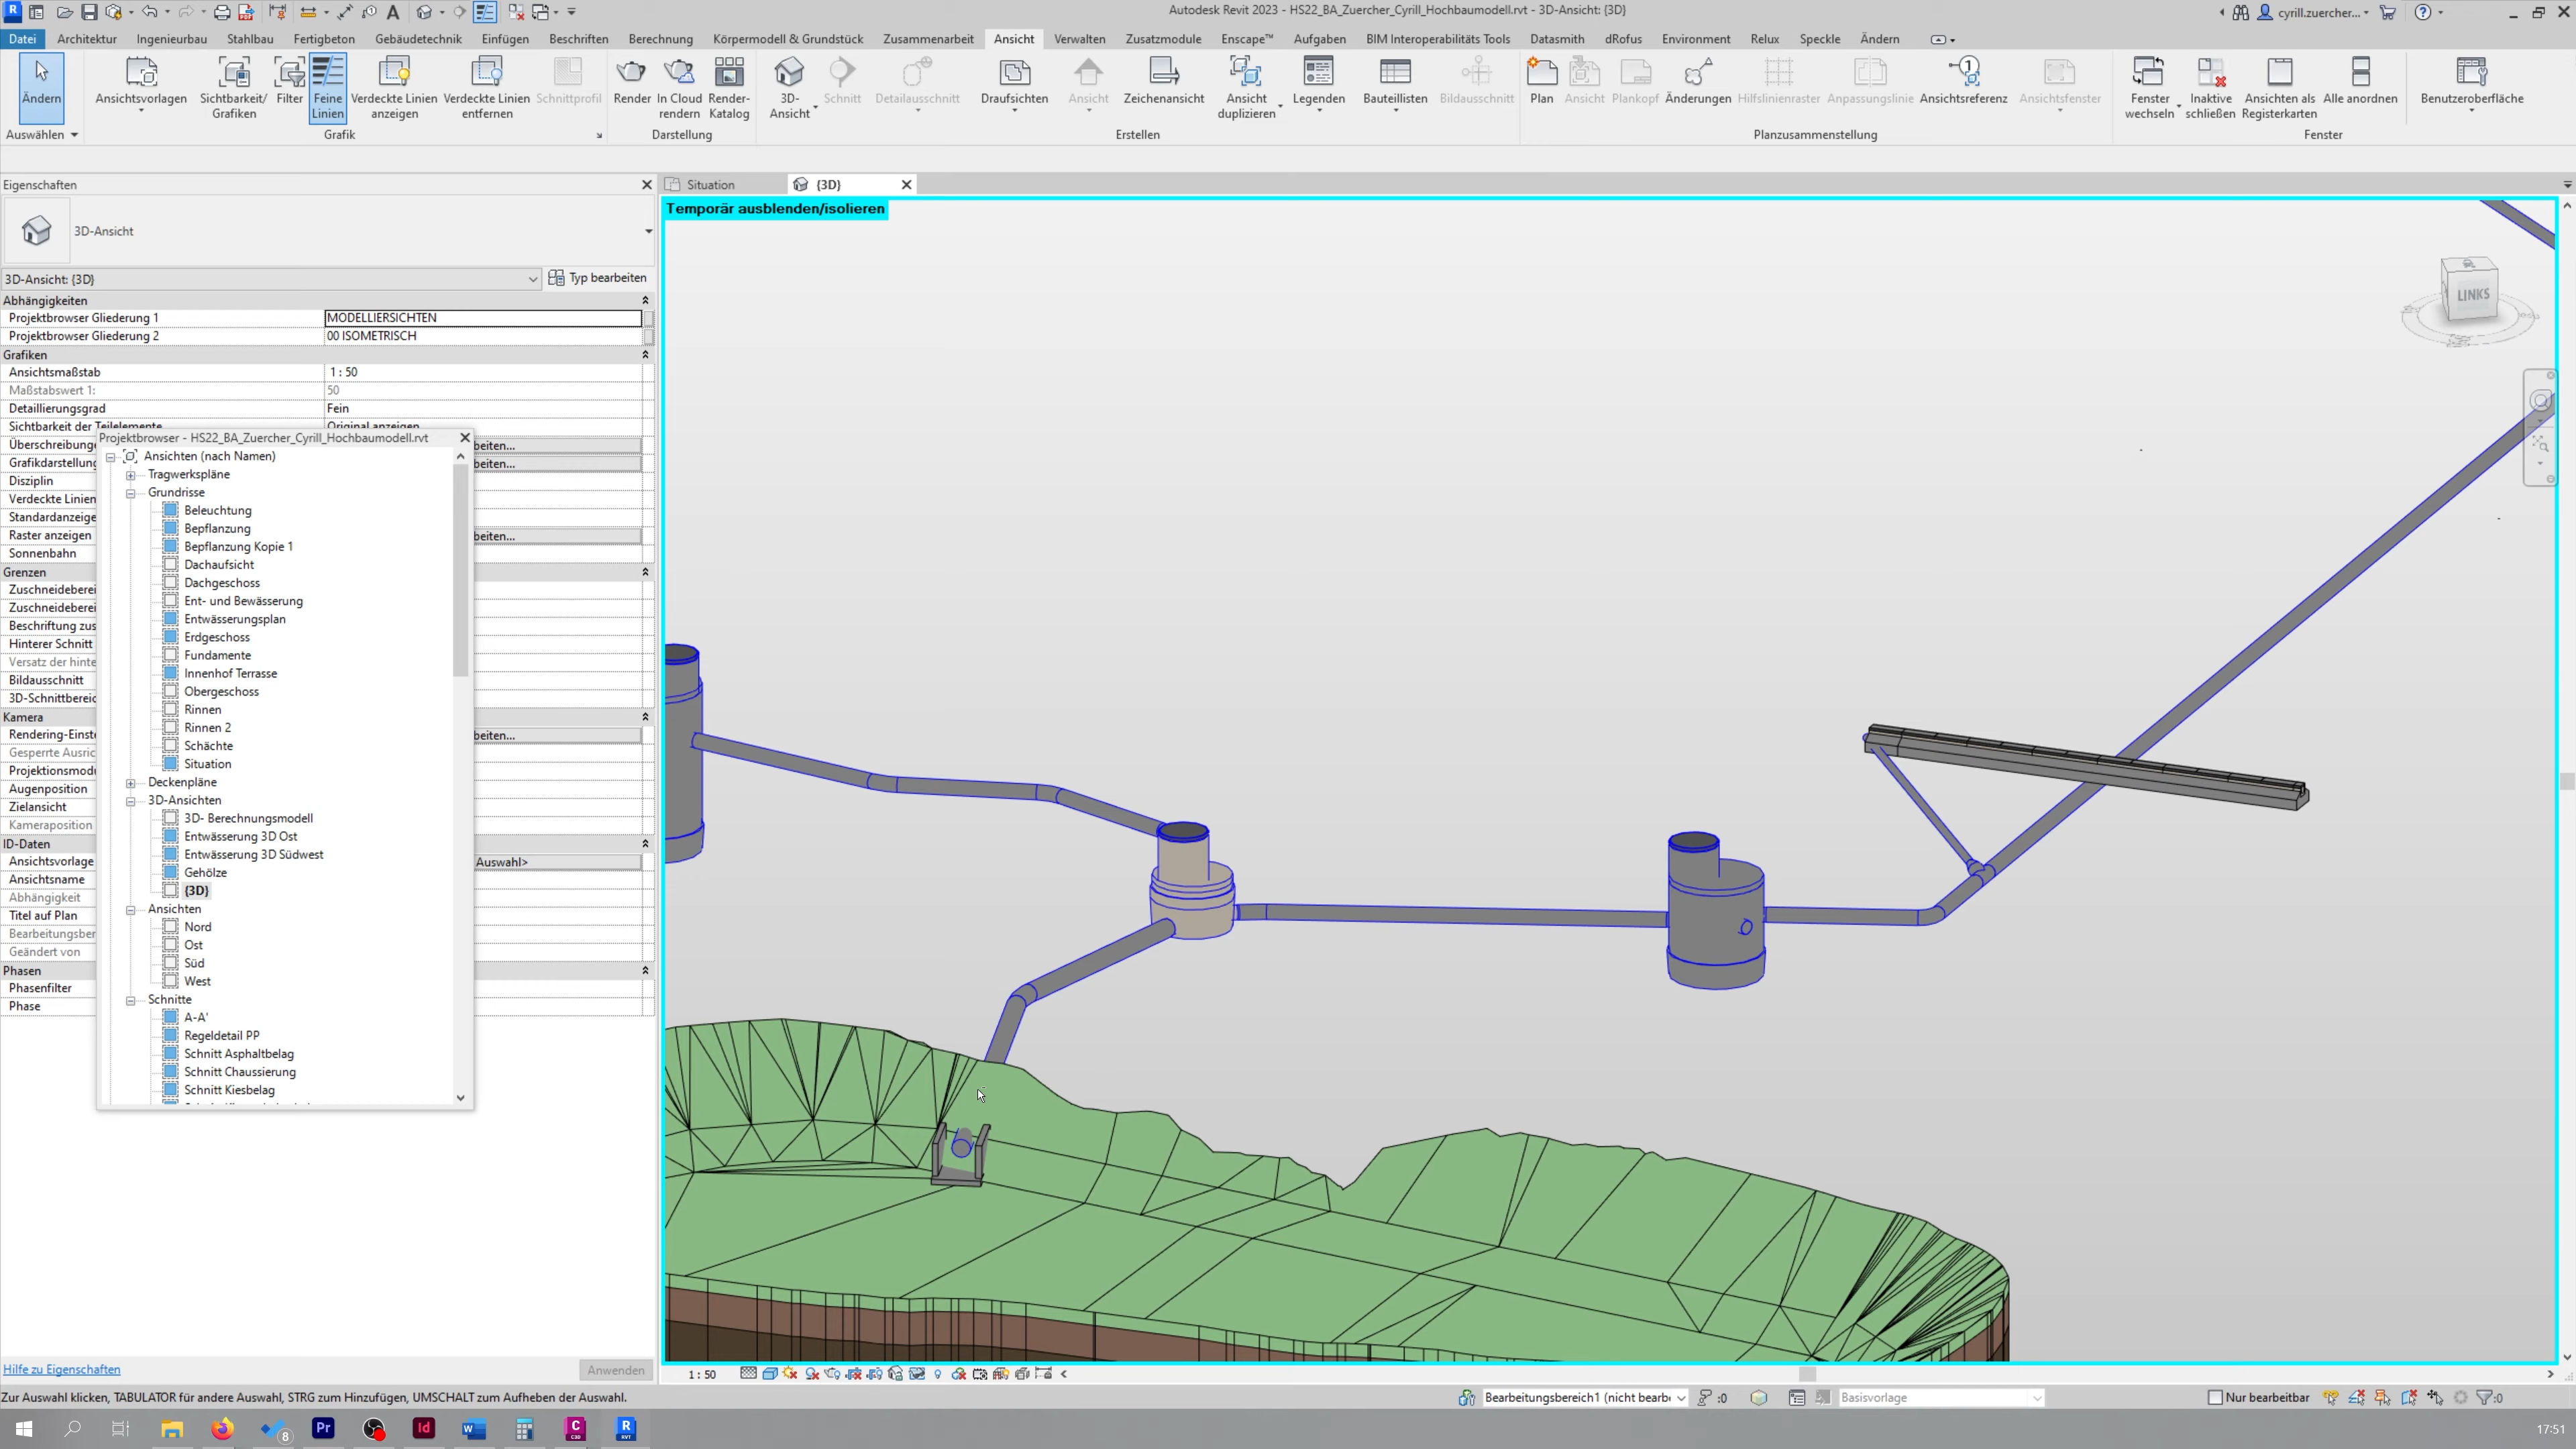 Autodesk Revit 2023 - HS22_BA_Zuercher_Cyrill_Hochbaumodell.rvt - 3D-Ansicht: {3D}
cyrill.zuercher...
Datei Architektur Ingenieurbau Stahlbau Fertigbeton Gebäudetechnik Einfügen Beschriften Berechnung Körpermodell & Grundstück Zusammenarbeit Ansicht Verwalten Zusatzmodule Enscape™ Aufgaben BIM Interoperabilitäts Tools Datasmith dRofus Environment Relux Speckle Ändern
Ändern Ansichtsvorlagen Sichtbarkeit/ Grafiken Filter Feine Linien Verdeckte Linien anzeigen Verdeckte Linien entfernen Schnittprofil Render In Cloud rendern Render-Katalog 3D-Ansicht Schnitt Detailausschnitt Draufsichten Ansicht Zeichenansicht Ansicht duplizieren Legenden Bauteillisten Bildausschnitt Plan Ansicht Plankopf Änderungen Hilfslinienraster Anpassungslinie Ansichtsreferenz Ansichtsfenster Fenster wechseln Inaktive schließen Ansichten als Registerkarten Alle anordnen Benutzeroberfläche
Auswählen Grafik Darstellung Erstellen Planzusammenstellung Fenster
Eigenschaften
Situation {3D}
Temporär ausblenden/isolieren
3D-Ansicht
3D-Ansicht: {3D} Typ bearbeiten
Abhängigkeiten
Projektbrowser Gliederung 1 MODELLIERSICHTEN
Projektbrowser Gliederung 2 00 ISOMETRISCH
Grafiken
Ansichtsmaßstab 1 : 50
Maßstabswert 1: 50
Detaillierungsgrad Fein
Sichtbarkeit der Teilelemente Original anzeigen
Überschreibung beiten...
Grafikdarstellung beiten...
Disziplin
Verdeckte Linien
Standardanzeige
Raster anzeigen beiten...
Sonnenbahn
Grenzen
Zuschneideberei
Zuschneideberei
Beschriftung zus
Hinterer Schnitt
Versatz der hinte
Bildausschnitt
3D-Schnittbereic
Kamera
Rendering-Einste beiten...
Gesperrte Ausric
Projektionsmodu
Augenposition
Zielansicht
Kameraposition
ID-Daten
Ansichtsvorlage Auswahl>
Ansichtsname
Abhängigkeit
Titel auf Plan
Bearbeitungsber
Geändert von
Phasen
Phasenfilter
Phase
Projektbrowser - HS22_BA_Zuercher_Cyrill_Hochbaumodell.rvt
Ansichten (nach Namen)
Tragwerkspläne
Grundrisse
Beleuchtung
Bepflanzung
Bepflanzung Kopie 1
Dachaufsicht
Dachgeschoss
Ent- und Bewässerung
Entwässerungsplan
Erdgeschoss
Fundamente
Innenhof Terrasse
Obergeschoss
Rinnen
Rinnen 2
Schächte
Situation
Deckenpläne
3D-Ansichten
3D- Berechnungsmodell
Entwässerung 3D Ost
Entwässerung 3D Südwest
Gehölze
{3D}
Ansichten
Nord
Ost
Süd
West
Schnitte
A-A'
Regeldetail PP
Schnitt Asphaltbelag
Schnitt Chaussierung
Schnitt Kiesbelag
LINKS
Hilfe zu Eigenschaften Anwenden
1 : 50
Zur Auswahl klicken, TABULATOR für andere Auswahl, STRG zum Hinzufügen, UMSCHALT zum Aufheben der Auswahl.
Bearbeitungsbereich1 (nicht bearb :0 Basisvorlage Nur bearbeitbar :0
8 Pr Id W C C3D R RVT 17:51